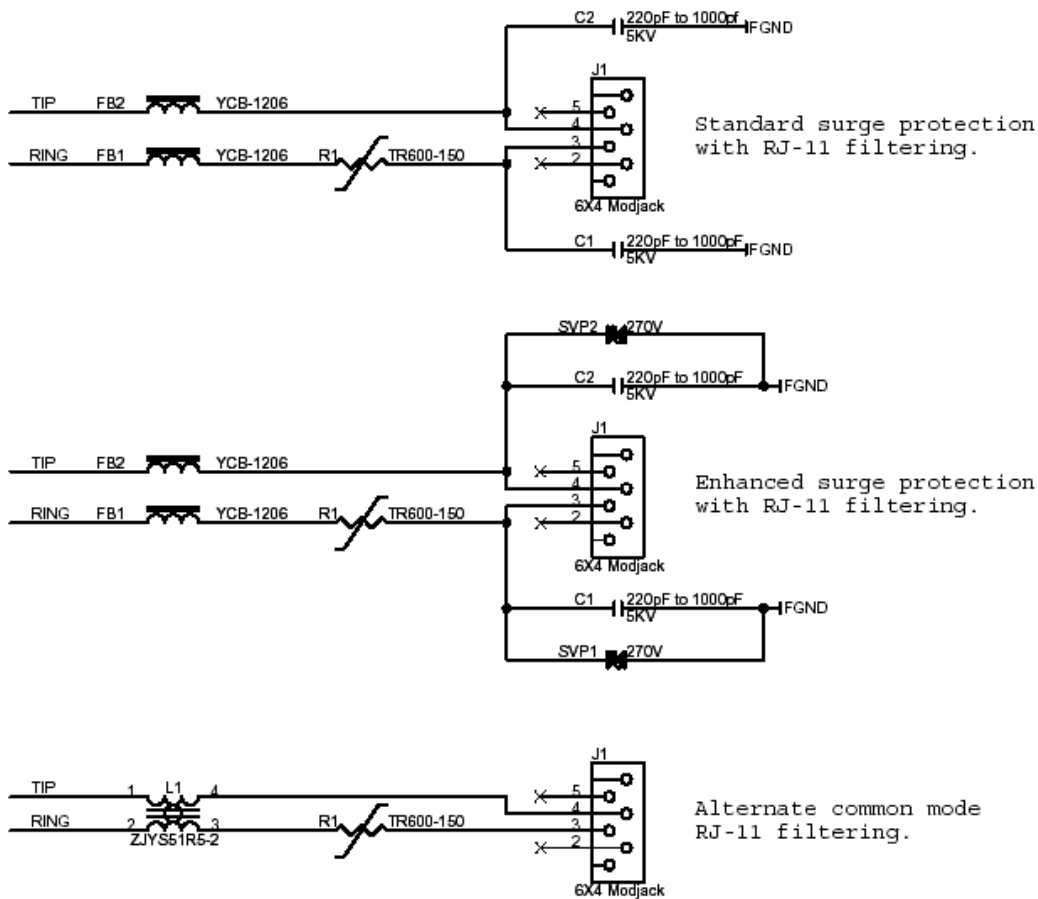 C2 220pF to 1000pf
5KV
FGND
J1
TIP FB2 YCB-1206
5
4
Standard surge protection
with RJ-11 filtering.
RING FB1 YCB-1206 R1 TR600-150
3
2
6X4 Modjack
C1 220pF to 1000pF
5KV
FGND
SVP2 270V
C2 220pF to 1000pF
5KV
FGND
J1
TIP FB2 YCB-1206
5
4
Enhanced surge protection
with RJ-11 filtering.
RING FB1 YCB-1206 R1 TR600-150
3
2
6X4 Modjack
C1 220pF to 1000pF
5KV
FGND
SVP1 270V
J1
TIP 1 L1 4
5
4
Alternate common mode
RJ-11 filtering.
RING 2 3 R1 TR600-150
3
2
ZJYS51R5-2
6X4 Modjack